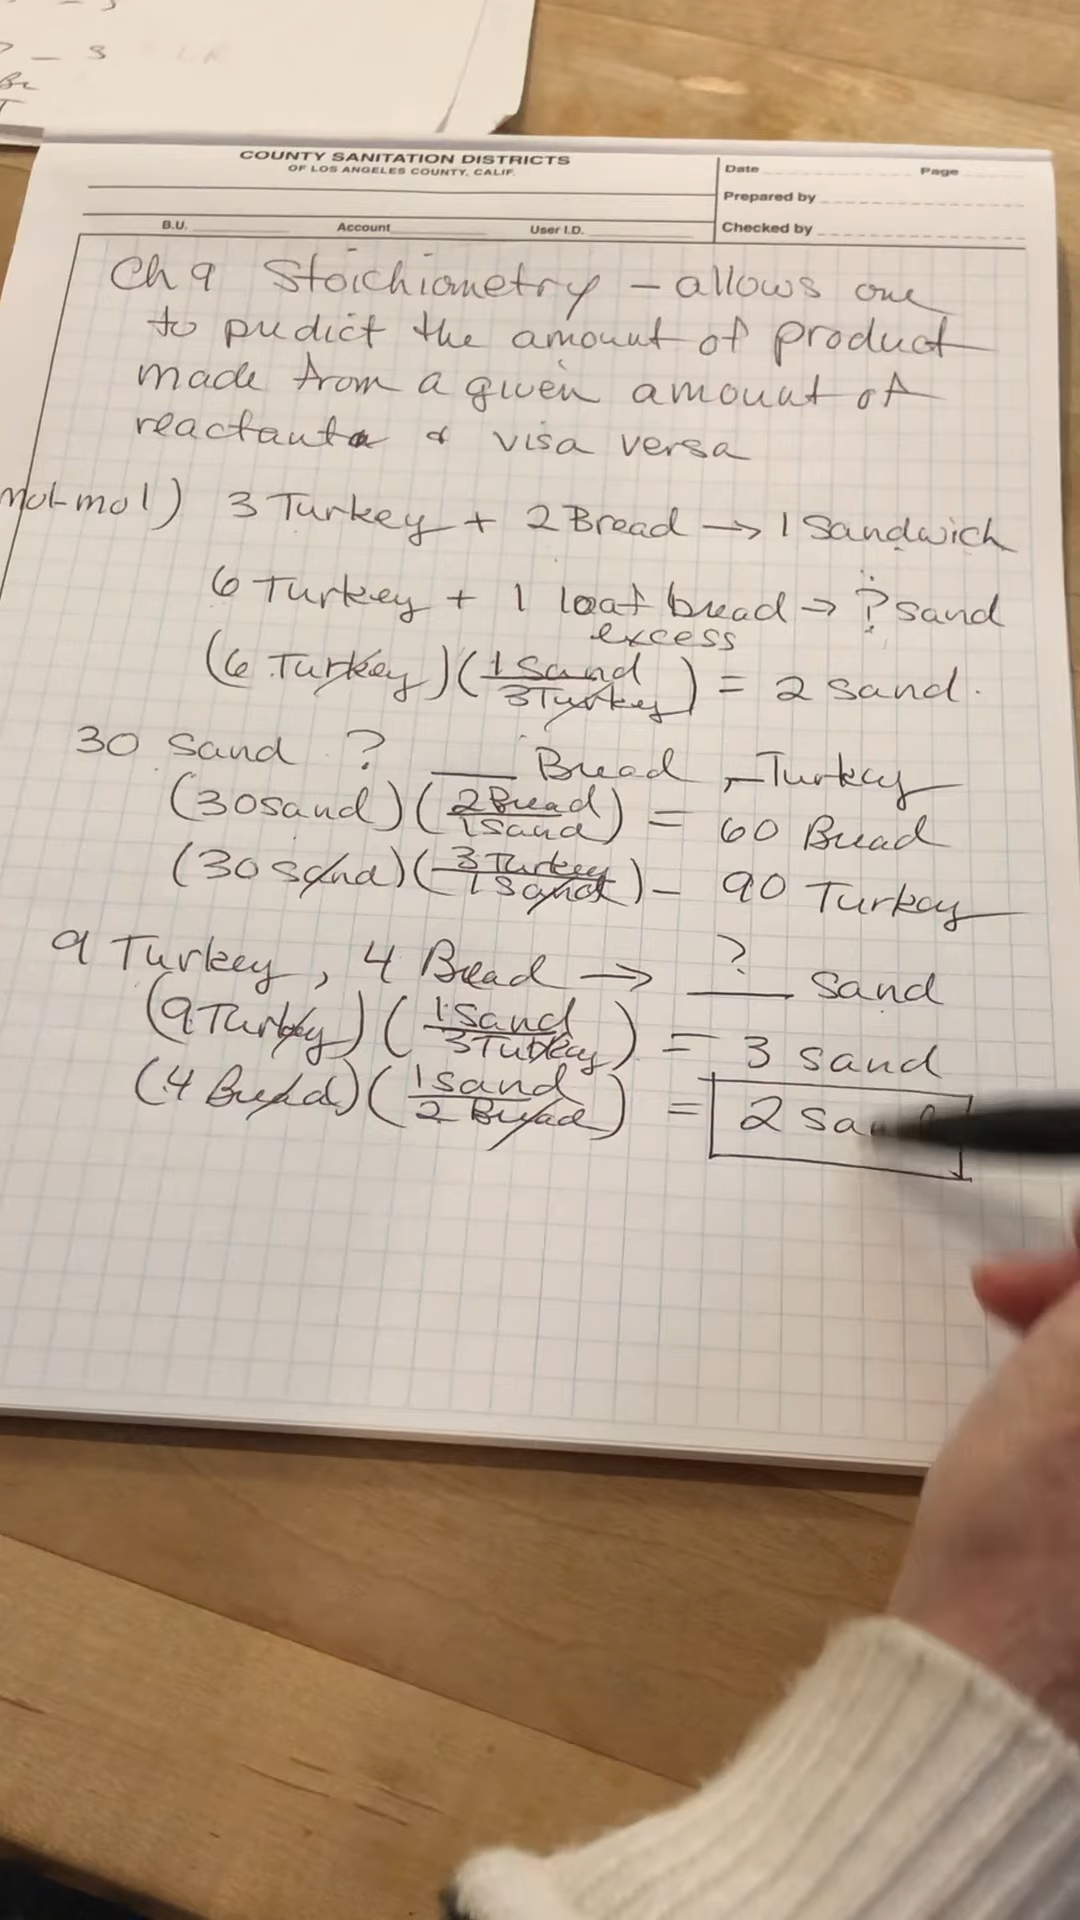 COUNTY SANITATION DISTRICTS
OF LOS ANGELES COUNTY, CALIF.
Date Page
Prepared by
Checked by
B.U. Account User I.D.
Ch 9 Stoichiometry - allows one
to predict the amount of product
made from a given amount of
reactant & visa versa
mol-mol) 3 Turkey + 2 Bread → 1 Sandwich
6 Turkey + 1 loaf bread → ? sand
excess
(6 Turkey)(1 Sand / 3 Turkey) = 2 sand.
30 sand ? __ Bread, _ Turkey
(30 sand)(2 Bread / 1 Sand) = 60 Bread
(30 sand)(3 Turkey / 1 Sand) - 90 Turkey
9 Turkey, 4 Bread → ? sand
(9 Turkey)(1 Sand / 3 Turkey) = 3 sand
(4 Bread)(1 sand / 2 Bread) = 2 sand